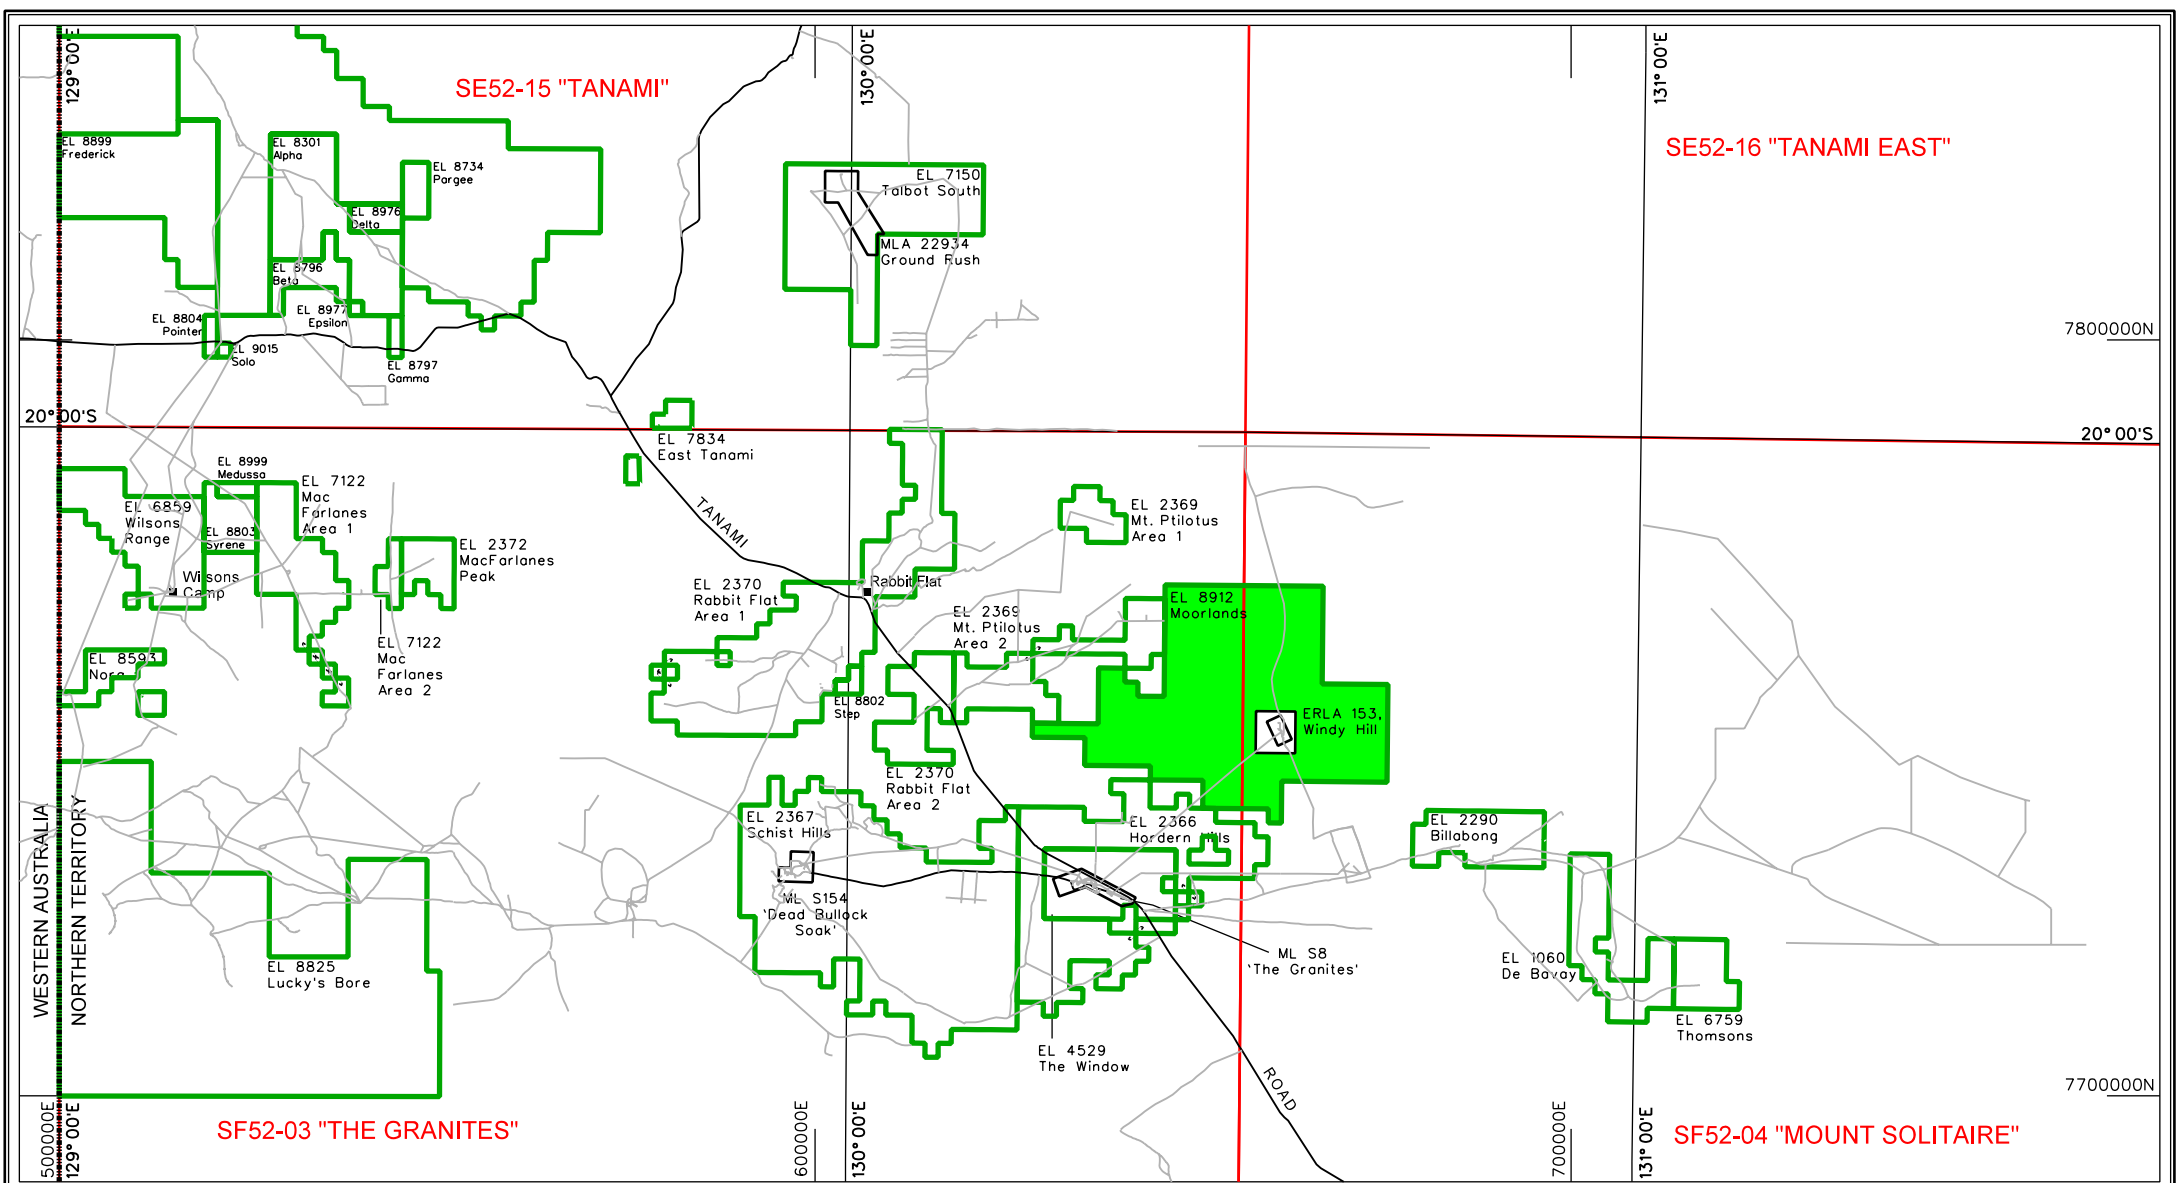 129° 00'E
130° 00'E
131° 00'E
SE52-15 "TANAMI"
SE52-16 "TANAMI EAST"
EL 8899
Frederick
EL 8301
Alpha
EL 8734
Pargee
EL 8976
Delta
EL 7150
Talbot South
MLA 22934
Ground Rush
EL 8796
Beta
EL 8977
Epsilon
EL 8804
Pointer
EL 9015
Solo
EL 8797
Gamma
7800000N
20° 00'S
20° 00'S
EL 7834
East Tanami
EL 8999
Medussa
EL 7122
Mac
Farlanes
Area 1
EL 6859
Wilsons
Range
EL 8803
Syrene
EL 2372
MacFarlanes
Peak
Wilsons
Camp
TANAMI
EL 2369
Mt. Ptilotus
Area 1
EL 2370
Rabbit Flat
Area 1
Rabbit Flat
EL 2369
Mt. Ptilotus
Area 2
EL 8912
Moorlands
EL 7122
Mac
Farlanes
Area 2
EL 8593
Nora
EL 8802
Step
ERLA 153,
Windy Hill
EL 2370
Rabbit Flat
Area 2
EL 2367
Schist Hills
EL 2366
Hordern Hills
EL 2290
Billabong
WESTERN AUSTRALIA
NORTHERN TERRITORY
ML S154
'Dead Bullock
Soak'
ML S8
'The Granites'
EL 8825
Lucky's Bore
EL 1060
De Bavay
EL 6759
Thomsons
EL 4529
The Window
ROAD
7700000N
SF52-03 "THE GRANITES"
SF52-04 "MOUNT SOLITAIRE"
500000E
129° 00'E
600000E
130° 00'E
700000E
131° 00'E